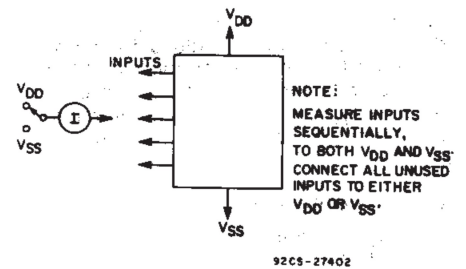 VDD
INPUTS
VDD
I
VSS
NOTE:
MEASURE INPUTS
SEQUENTIALLY,
TO BOTH VDD AND VSS.
CONNECT ALL UNUSED
INPUTS TO EITHER
VDD OR VSS.
VSS
92CS-27402